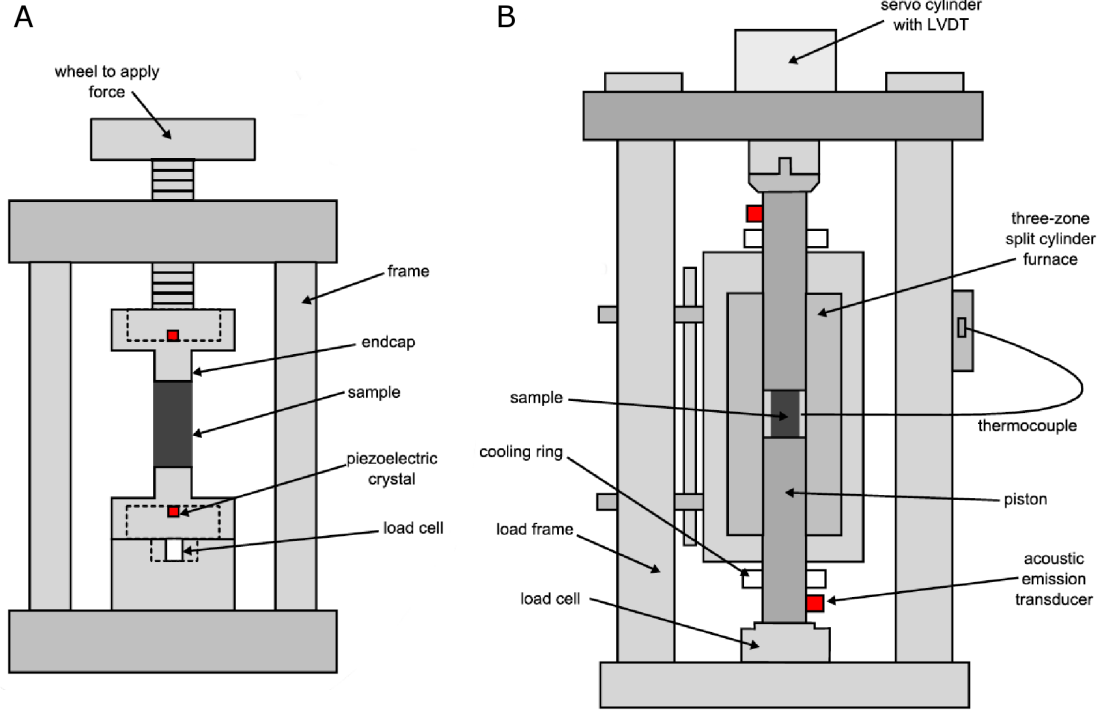 A
B
wheel to apply
force
frame
endcap
sample
piezoelectric
crystal
load cell
servo cylinder
with LVDT
three-zone
split cylinder
furnace
sample
thermocouple
cooling ring
piston
load frame
acoustic
emission
transducer
load cell